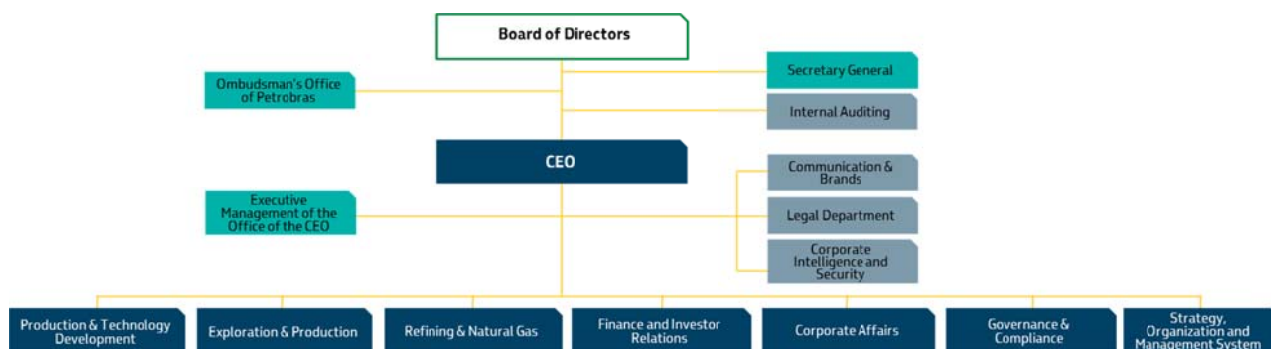 Board of Directors
Secretary General
Ombudsman's Office
of Petrobras
Internal Auditing
CEO
Communication &
Brands
Executive
Management of the
Office of the CEO
Legal Department
Corporate
Intelligence and
Security
Production & Technology
Development
Exploration & Production
Refining & Natural Gas
Finance and Investor
Relations
Corporate Affairs
Governance &
Compliance
Strategy,
Organization and
Management System